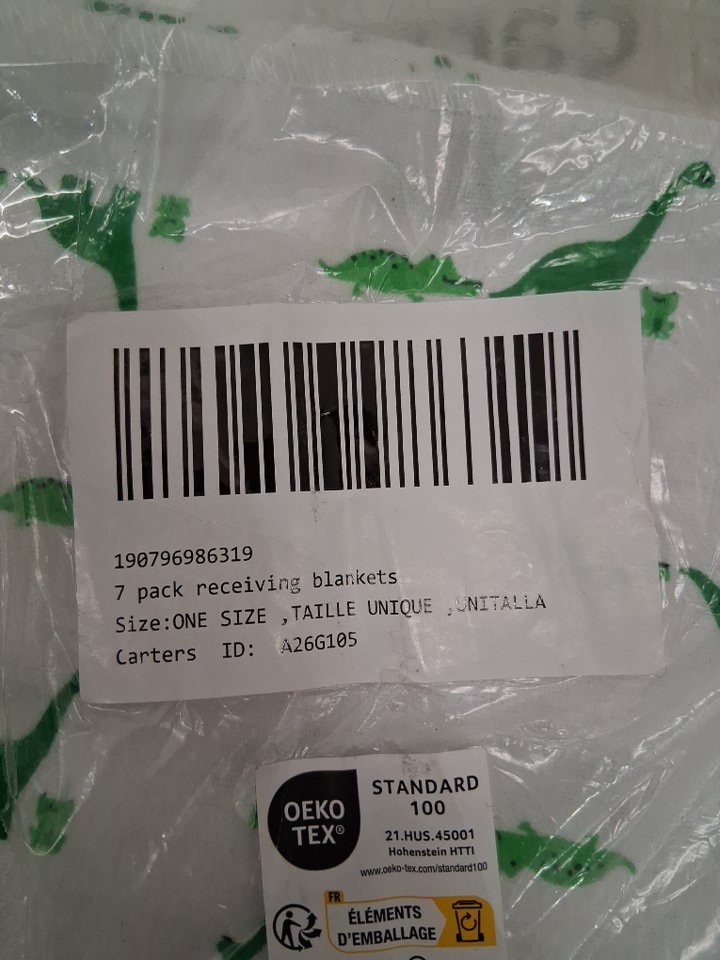 190796986319
7 pack receiving blankets
Size:ONE SIZE ,TAILLE UNIQUE ,UNITALLA
Carters ID: A26G105
OEKO
TEX®
STANDARD
100
21.HUS.45001
Hohenstein HTTI
www.oeko-tex.com/standard100
FR
ÉLÉMENTS
D'EMBALLAGE